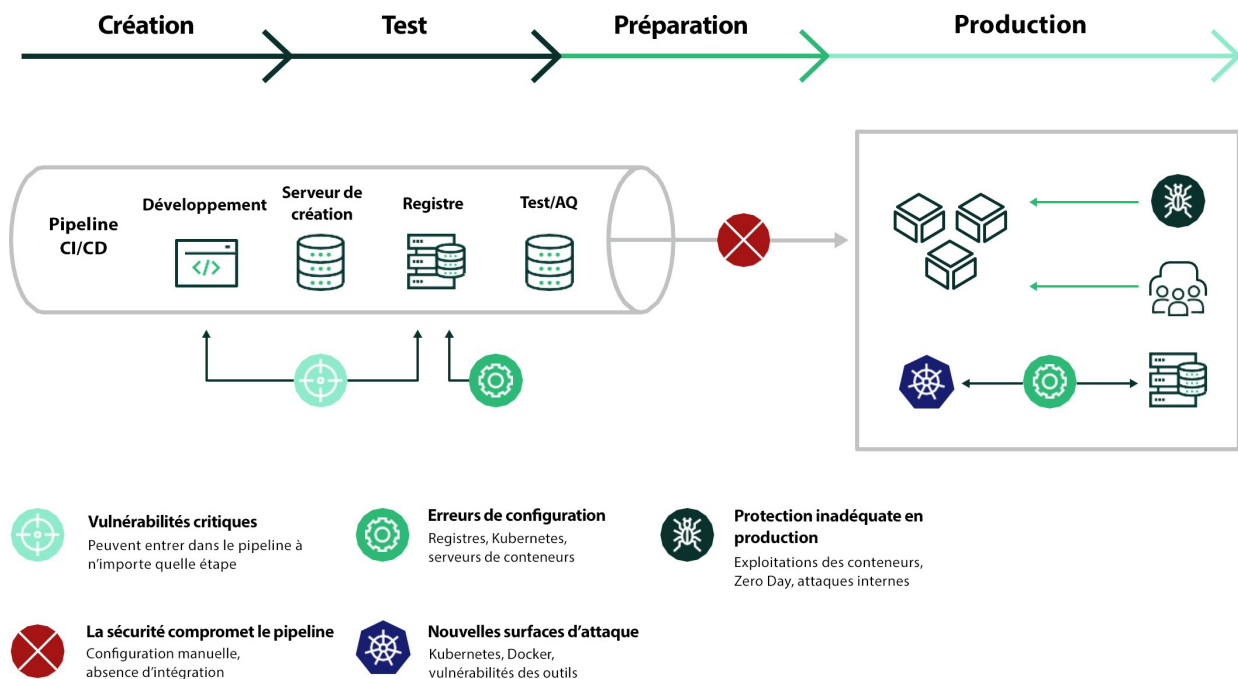 Création
Test
Préparation
Production
Pipeline
CI/CD
Développement
Serveur de
création
Registre
Test/AQ
</>
Vulnérabilités critiques
Peuvent entrer dans le pipeline à
n’importe quelle étape
Erreurs de configuration
Registres, Kubernetes,
serveurs de conteneurs
Protection inadéquate en
production
Exploitations des conteneurs,
Zero Day, attaques internes
La sécurité compromet le pipeline
Configuration manuelle,
absence d’intégration
Nouvelles surfaces d’attaque
Kubernetes, Docker,
vulnérabilités des outils